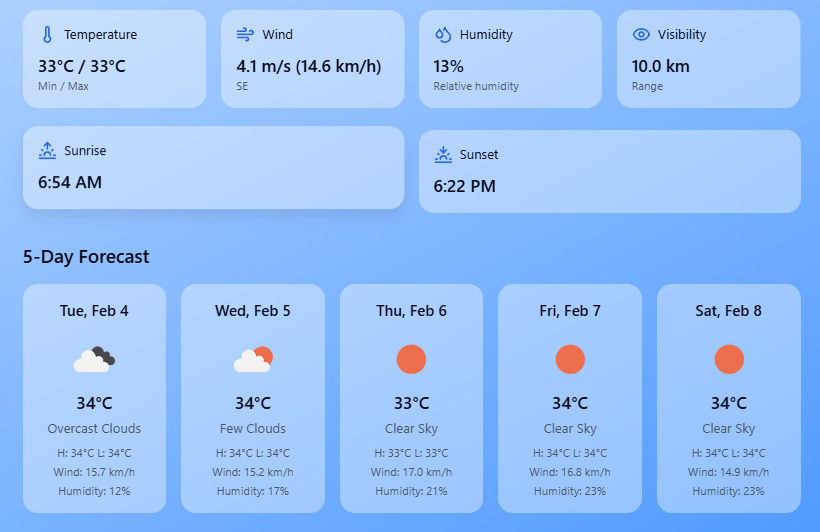 Temperature
33°C / 33°C
Min / Max
Wind
4.1 m/s (14.6 km/h)
SE
Humidity
13%
Relative humidity
Visibility
10.0 km
Range
Sunrise
6:54 AM
Sunset
6:22 PM
5-Day Forecast
Tue, Feb 4
34°C
Overcast Clouds
H: 34°C L: 34°C
Wind: 15.7 km/h
Humidity: 12%
Wed, Feb 5
34°C
Few Clouds
H: 34°C L: 34°C
Wind: 15.2 km/h
Humidity: 17%
Thu, Feb 6
33°C
Clear Sky
H: 33°C L: 33°C
Wind: 17.0 km/h
Humidity: 21%
Fri, Feb 7
34°C
Clear Sky
H: 34°C L: 34°C
Wind: 16.8 km/h
Humidity: 23%
Sat, Feb 8
34°C
Clear Sky
H: 34°C L: 34°C
Wind: 14.9 km/h
Humidity: 23%